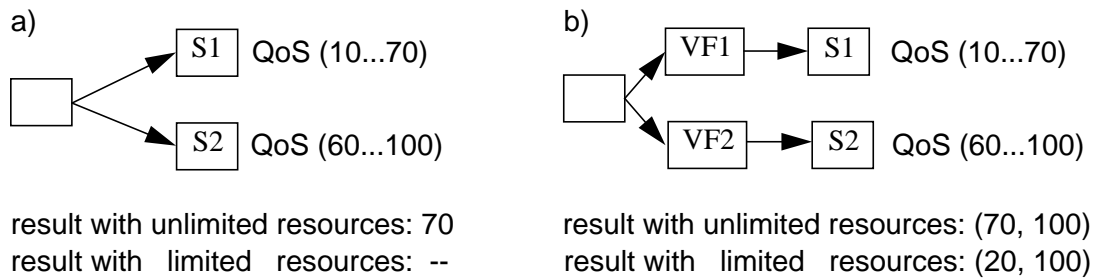 a)
S1 QoS (10...70)
S2 QoS (60...100)
result with unlimited resources: 70
result with limited resources: --
b)
VF1 S1 QoS (10...70)
VF2 S2 QoS (60...100)
result with unlimited resources: (70, 100)
result with limited resources: (20, 100)